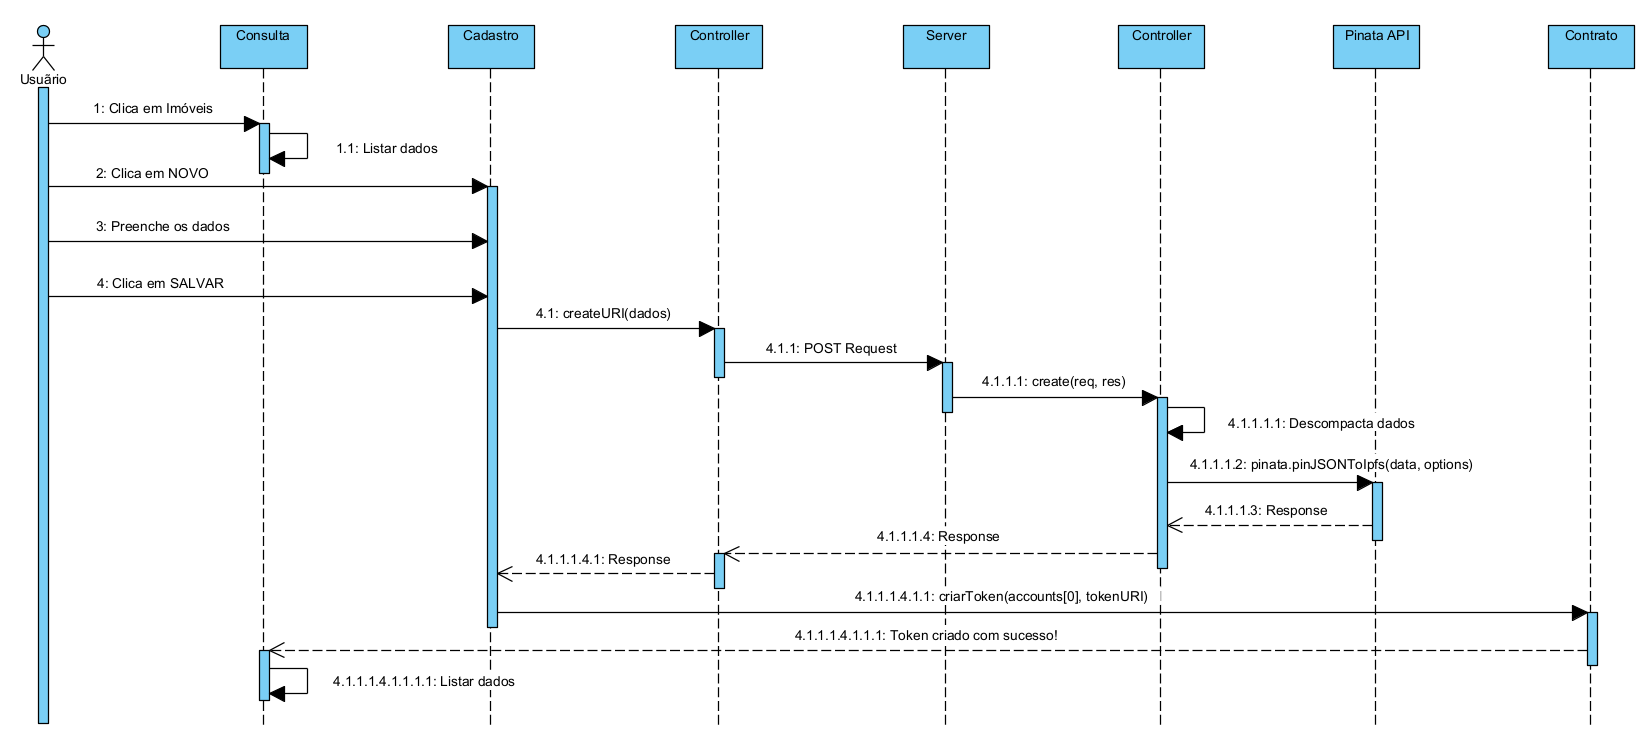 Consulta
Cadastro
Controller
Server
Controller
Pinata API
Contrato
Usuãrio
1: Clica em Imóveis
1.1: Listar dados
2: Clica em NOVO
3: Preenche os dados
4: Clica em SALVAR
4.1: createURI(dados)
4.1.1: POST Request
4.1.1.1: create(req, res)
4.1.1.1.1: Descompacta dados
4.1.1.1.2: pinata.pinJSONToIpfs(data, options)
4.1.1.1.3: Response
4.1.1.1.4: Response
4.1.1.1.4.1: Response
4.1.1.1.4.1.1: criarToken(accounts[0], tokenURI)
4.1.1.1.4.1.1.1: Token criado com sucesso!
4.1.1.1.4.1.1.1.1: Listar dados